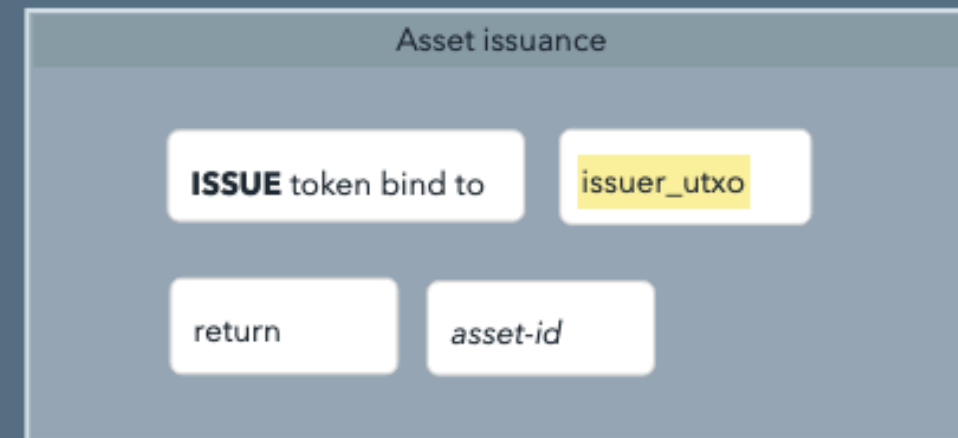 Asset issuance
ISSUE token bind to issuer_utxo
return asset-id